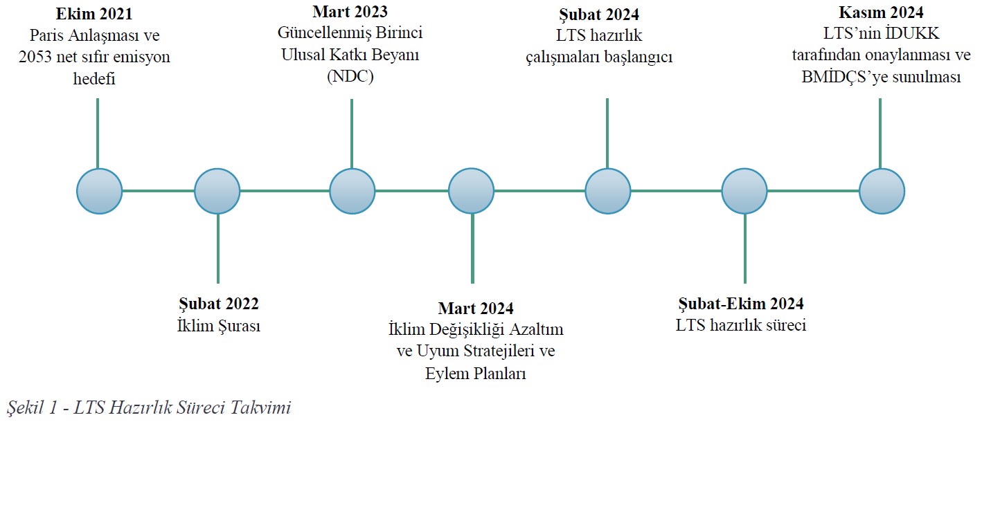 Ekim 2021
Paris Anlaşması ve
2053 net sıfır emisyon
hedefi
Mart 2023
Güncellenmiş Birinci
Ulusal Katkı Beyanı
(NDC)
Şubat 2024
LTS hazırlık
çalışmaları başlangıcı
Kasım 2024
LTS’nin İDUKK
tarafından onaylanması ve
BMİDÇS’ye sunulması
Şubat 2022
İklim Şurası
Mart 2024
İklim Değişikliği Azaltım
ve Uyum Stratejileri ve
Eylem Planları
Şubat-Ekim 2024
LTS hazırlık süreci
Şekil 1 - LTS Hazırlık Süreci Takvimi